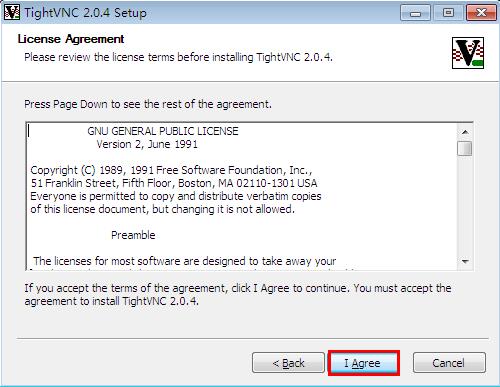 TightVNC 2.0.4 Setup
License Agreement
Please review the license terms before installing TightVNC 2.0.4.
Press Page Down to see the rest of the agreement.
GNU GENERAL PUBLIC LICENSE
Version 2, June 1991
Copyright (C) 1989, 1991 Free Software Foundation, Inc.,
51 Franklin Street, Fifth Floor, Boston, MA 02110-1301 USA
Everyone is permitted to copy and distribute verbatim copies
of this license document, but changing it is not allowed.
Preamble
The licenses for most software are designed to take away your
If you accept the terms of the agreement, click I Agree to continue. You must accept the
agreement to install TightVNC 2.0.4.
< Back
I Agree
Cancel